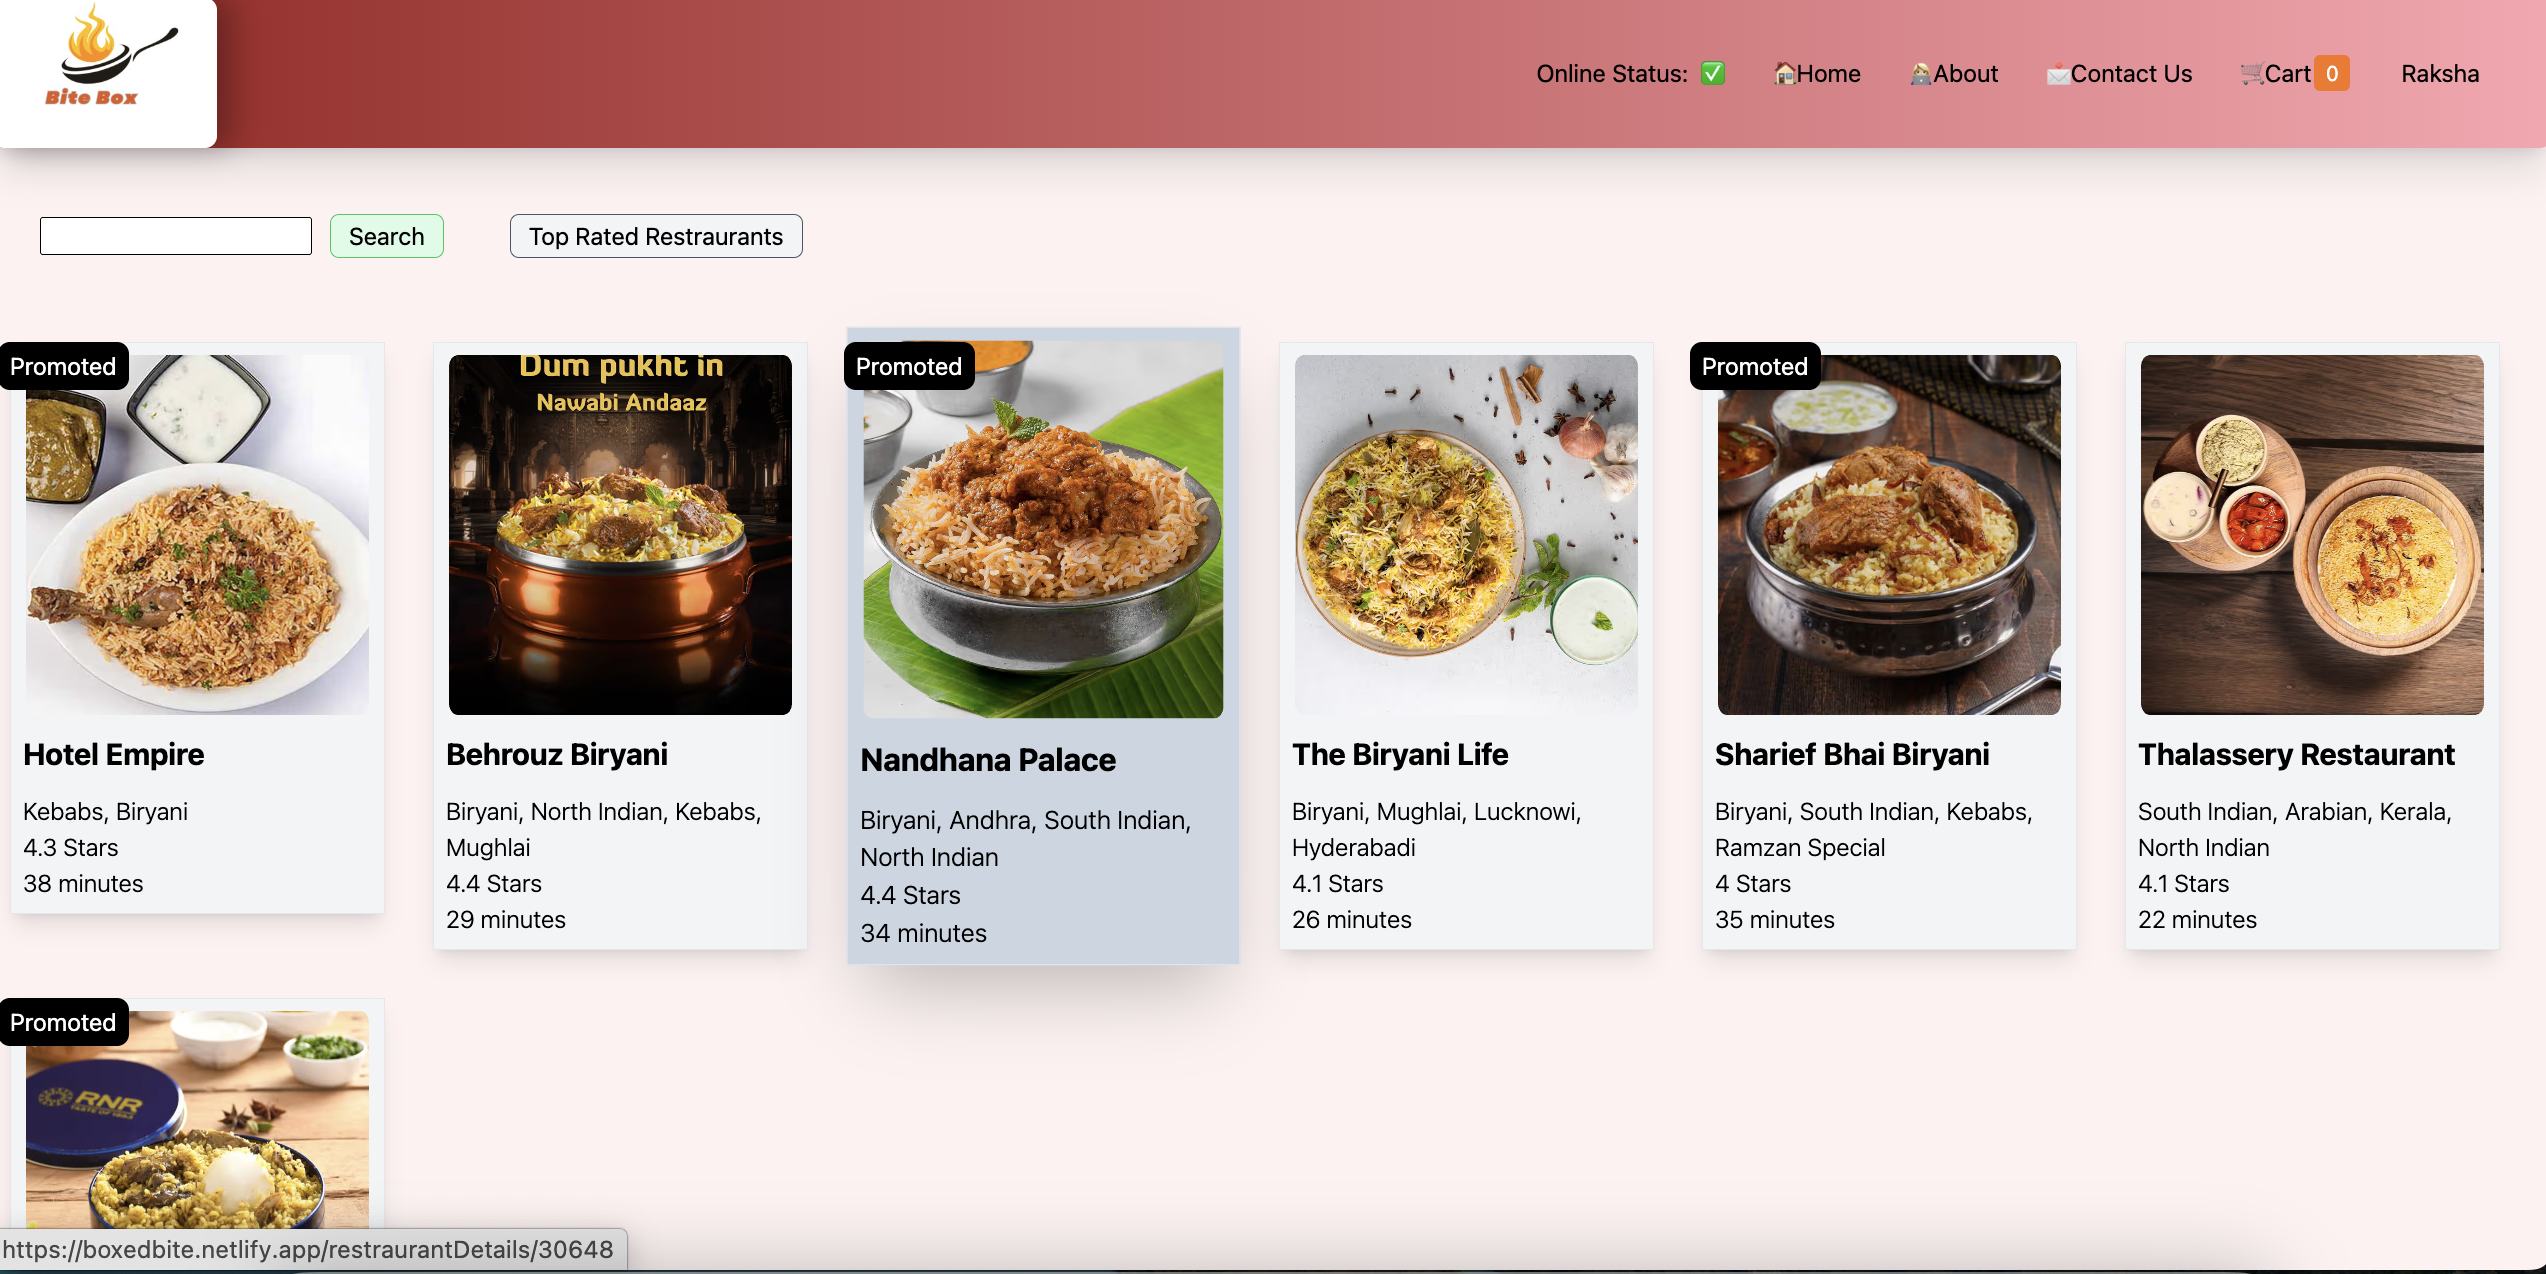 Bite Box
Online Status: ✅
🏠Home
About
Contact Us
🛒Cart 0
Raksha
Search
Top Rated Restraurants
Promoted
Hotel Empire
Kebabs, Biryani
4.3 Stars
38 minutes
Dum pukht in
Nawabi Andaaz
Behrouz Biryani
Biryani, North Indian, Kebabs,
Mughlai
4.4 Stars
29 minutes
Promoted
Nandhana Palace
Biryani, Andhra, South Indian,
North Indian
4.4 Stars
34 minutes
The Biryani Life
Biryani, Mughlai, Lucknowi,
Hyderabadi
4.1 Stars
26 minutes
Promoted
Sharief Bhai Biryani
Biryani, South Indian, Kebabs,
Ramzan Special
4 Stars
35 minutes
Thalassery Restaurant
South Indian, Arabian, Kerala,
North Indian
4.1 Stars
22 minutes
Promoted
RNR
TASTE OF 1953
https://boxedbite.netlify.app/restraurantDetails/30648